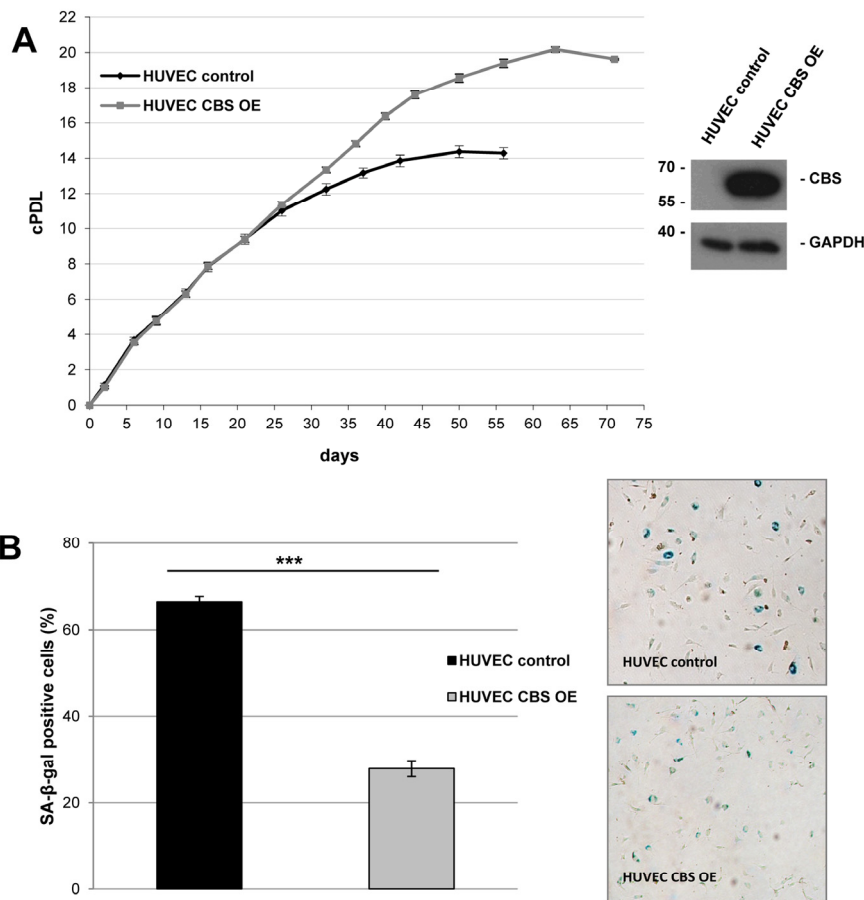 A
22
20
18
16
14
12
10
8
6
4
2
0
cPDL
HUVEC control
HUVEC CBS OE
0 5 10 15 20 25 30 35 40 45 50 55 60 65 70 75
days
HUVEC control
HUVEC CBS OE
70 -
55 -
40 -
- CBS
- GAPDH
B
80
60
40
20
0
SA-β-gal positive cells (%)
***
HUVEC control
HUVEC CBS OE
HUVEC control
HUVEC CBS OE